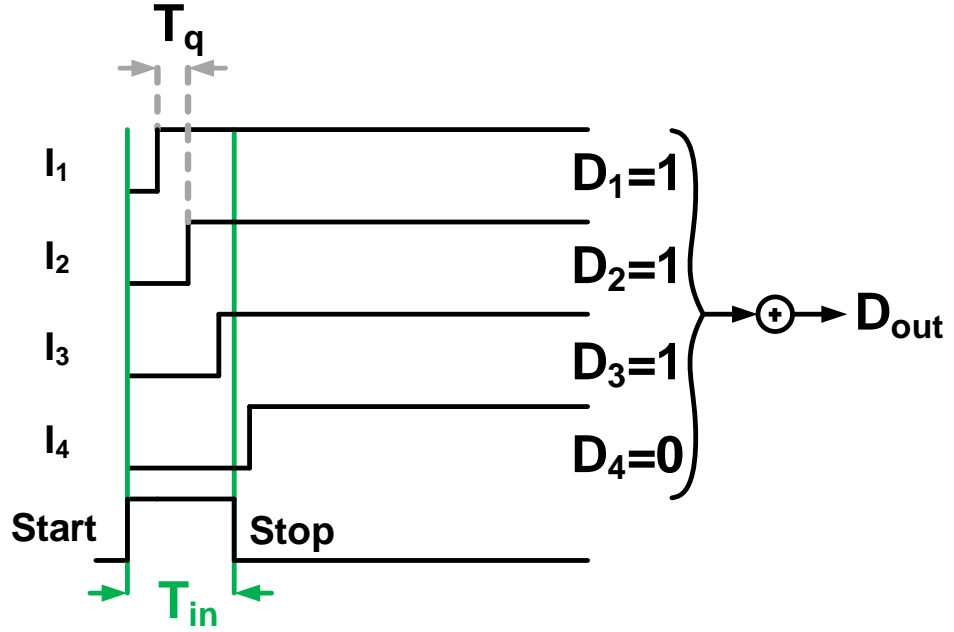 Tq
I1
D1=1
I2
D2=1
Dout
I3
D3=1
I4
D4=0
Start
Stop
Tin